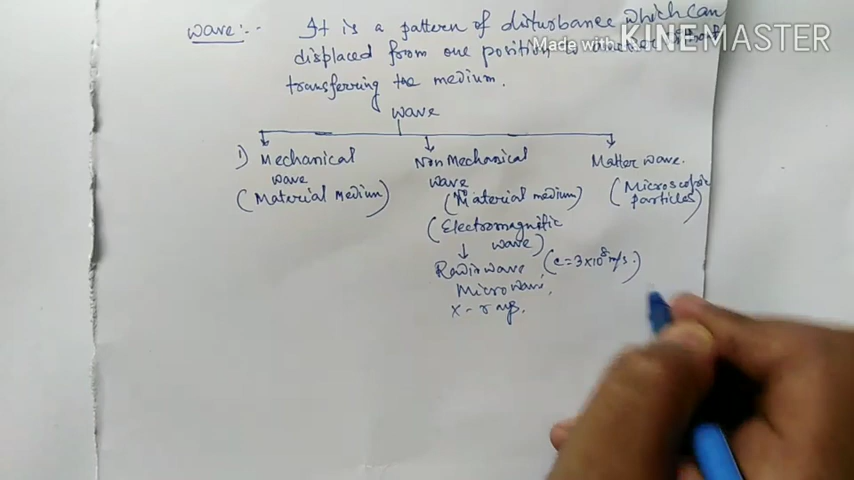 Wave:-- It is a pattern of disturbance which can
displaced from one position to
transferring the medium.
Made with KINEMASTER
Wave
1) Mechanical
wave
(Material medium)
Non Mechanical
wave
(No Material medium)
(Electromagnetic
wave)
Radio wave (c=3×10⁸ m/s.)
Microwave,
X-rays.
Matter wave.
(Microscopic
particles)